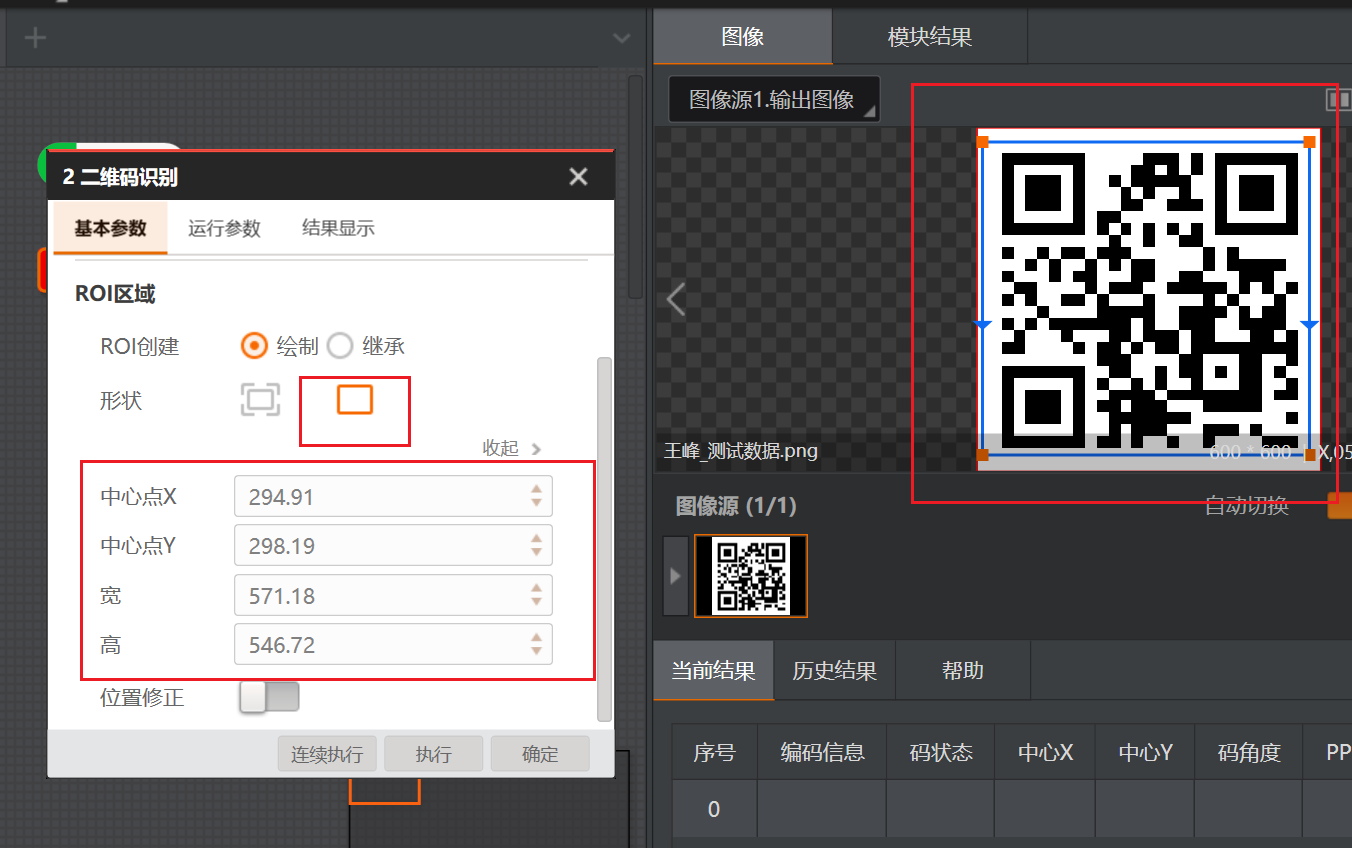 图像
模块结果
图像源1.输出图像
2 二维码识别
基本参数
运行参数
结果显示
ROI区域
ROI创建
绘制
继承
形状
收起
中心点X
294.91
中心点Y
298.19
宽
571.18
高
546.72
位置修正
连续执行
执行
确定
王峰_测试数据.png
600 * 600
X,05
图像源 (1/1)
自动切换
当前结果
历史结果
帮助
序号
编码信息
码状态
中心X
中心Y
码角度
PP
0